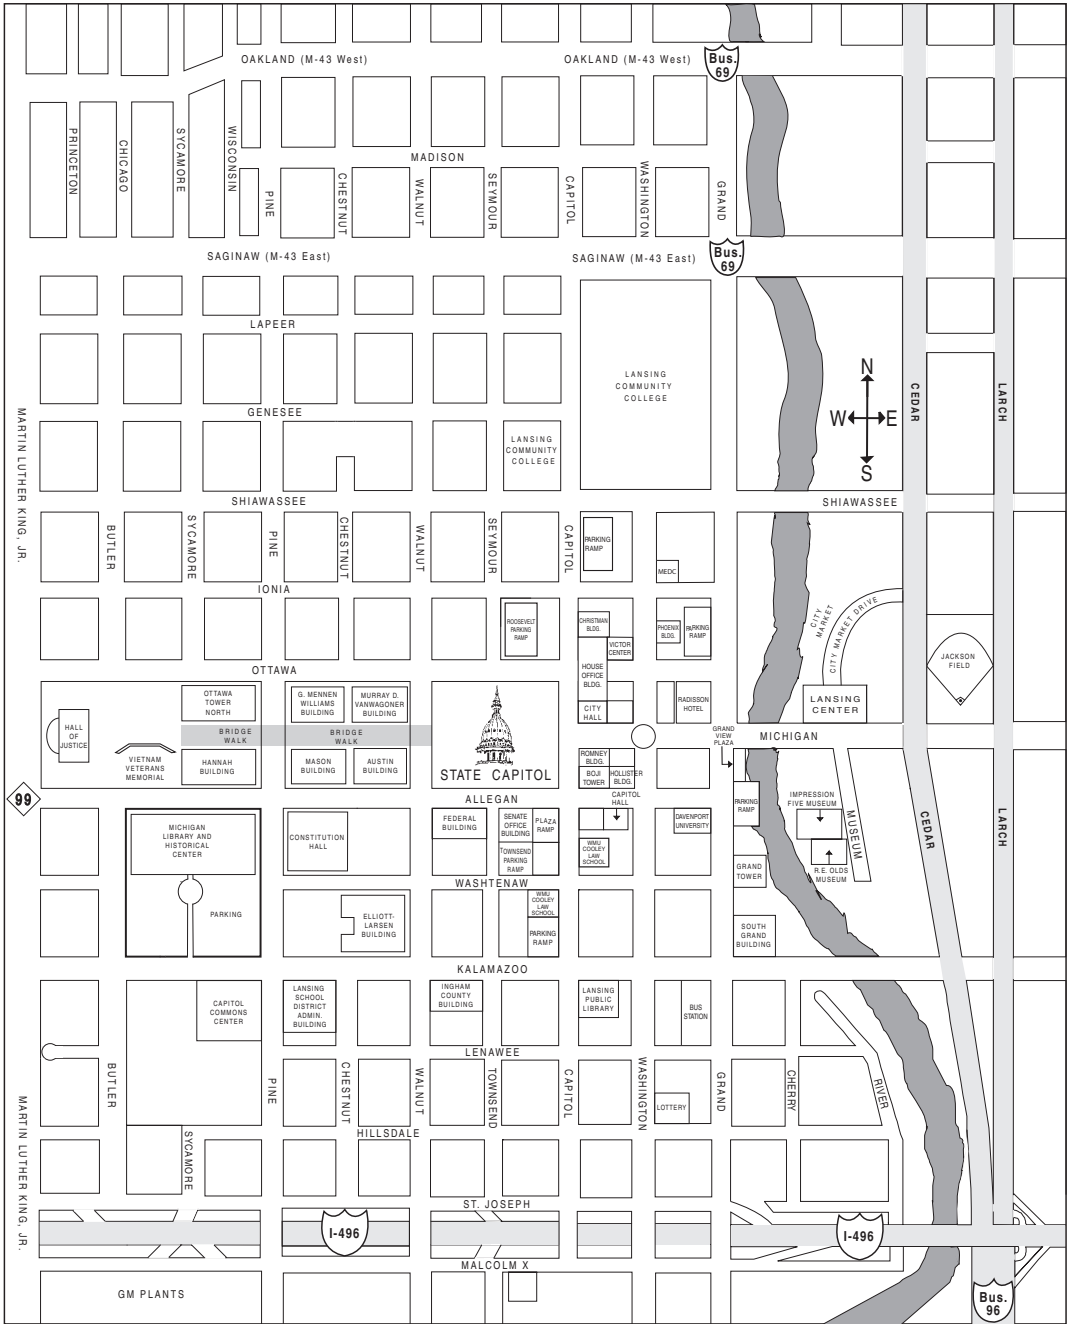 OAKLAND (M-43 West)
OAKLAND (M-43 West)
Bus.
69
PRINCETON
CHICAGO
SYCAMORE
WISCONSIN
MADISON
PINE
CHESTNUT
WALNUT
SEYMOUR
CAPITOL
WASHINGTON
GRAND
SAGINAW (M-43 East)
SAGINAW (M-43 East)
Bus.
69
LAPEER
LANSING
COMMUNITY
COLLEGE
N
W
E
S
CEDAR
LARCH
GENESEE
MARTIN LUTHER KING, JR.
LANSING
COMMUNITY
COLLEGE
SHIAWASSEE
SHIAWASSEE
BUTLER
SYCAMORE
PINE
CHESTNUT
WALNUT
SEYMOUR
CAPITOL
PARKING
RAMP
MEDC
IONIA
ROOSEVELT
PARKING
RAMP
CHRISTMAN
BLDG.
VICTOR
CENTER
PHOENIX
BLDG.
PARKING
RAMP
CITY
MARKET
CITY MARKET DRIVE
JACKSON
FIELD
OTTAWA
HOUSE
OFFICE
BLDG.
OTTAWA
TOWER
NORTH
G. MENNEN
WILLIAMS
BUILDING
MURRAY D.
VANWAGONER
BUILDING
CITY
HALL
RADISSON
HOTEL
LANSING
CENTER
HALL
OF
JUSTICE
BRIDGE
WALK
BRIDGE
WALK
GRAND
VIEW
PLAZA
MICHIGAN
VIETNAM
VETERANS
MEMORIAL
HANNAH
BUILDING
MASON
BUILDING
AUSTIN
BUILDING
STATE CAPITOL
ROMNEY
BLDG.
BOJI
TOWER
HOLLISTER
BLDG.
99
ALLEGAN
CAPITOL
HALL
PARKING
RAMP
IMPRESSION
FIVE MUSEUM
MUSEUM
CEDAR
LARCH
MICHIGAN
LIBRARY AND
HISTORICAL
CENTER
CONSTITUTION
HALL
FEDERAL
BUILDING
SENATE
OFFICE
BUILDING
PLAZA
RAMP
DAVENPORT
UNIVERSITY
TOWNSEND
PARKING
RAMP
WMU
COOLEY
LAW
SCHOOL
GRAND
TOWER
R.E. OLDS
MUSEUM
WASHTENAW
PARKING
ELLIOTT-
LARSEN
BUILDING
WMU
COOLEY
LAW
SCHOOL
PARKING
RAMP
SOUTH
GRAND
BUILDING
KALAMAZOO
CAPITOL
COMMONS
CENTER
LANSING
SCHOOL
DISTRICT
ADMIN.
BUILDING
INGHAM
COUNTY
BUILDING
LANSING
PUBLIC
LIBRARY
BUS
STATION
LENAWEE
BUTLER
PINE
CHESTNUT
WALNUT
TOWNSEND
CAPITOL
WASHINGTON
LOTTERY
GRAND
CHERRY
RIVER
MARTIN LUTHER KING, JR.
HILLSDALE
SYCAMORE
ST. JOSEPH
I-496
I-496
MALCOLM X
GM PLANTS
Bus.
96